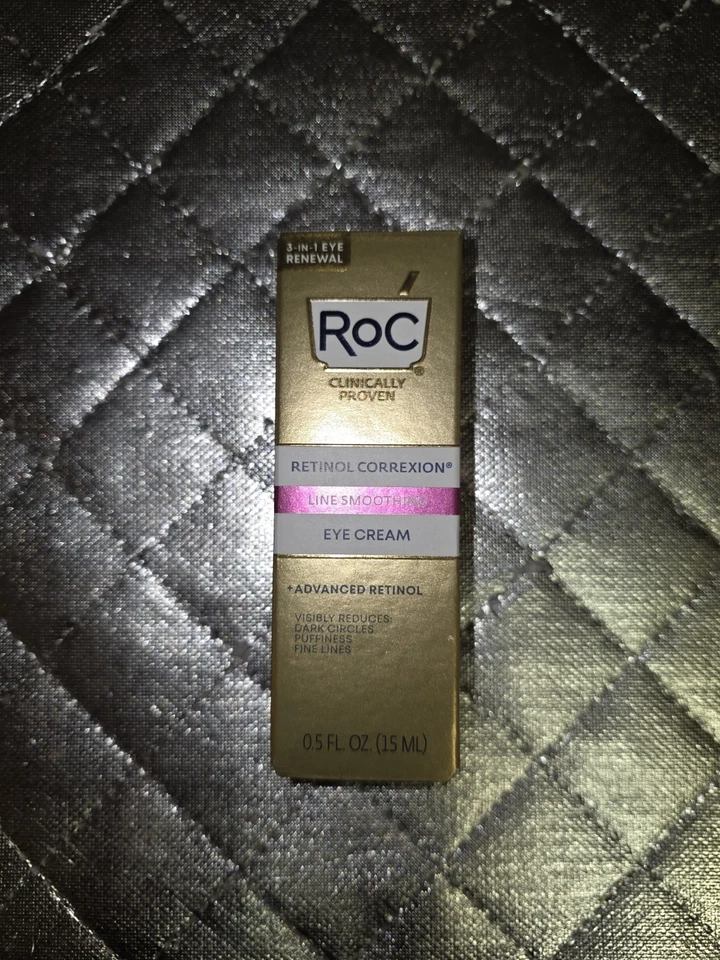 3-IN-1 EYE
RENEWAL
RoC®
CLINICALLY
PROVEN
RETINOL CORREXION®
LINE SMOOTHING
EYE CREAM
+ADVANCED RETINOL
VISIBLY REDUCES:
DARK CIRCLES
PUFFINESS
FINE LINES
0.5 FL. OZ. (15 ML)